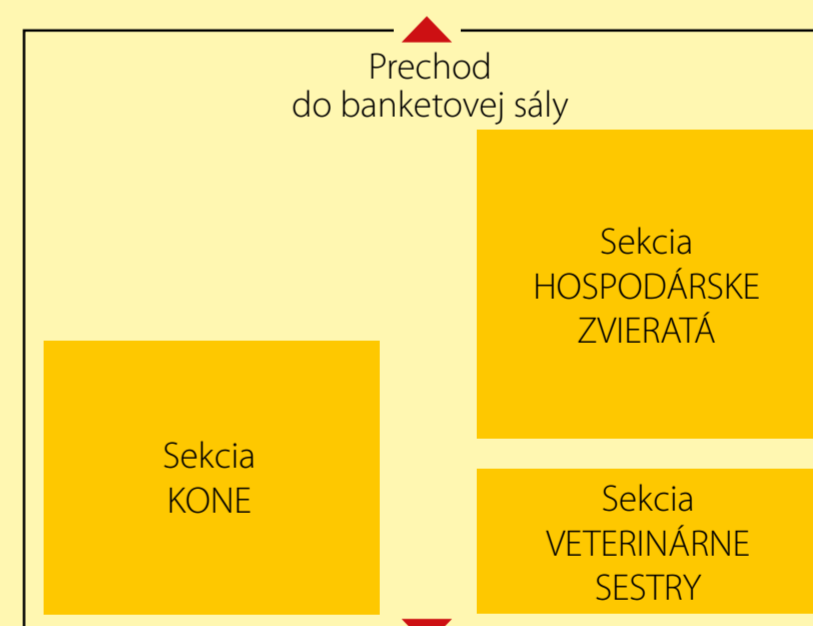 Prechod
do banketovej sály
Sekcia
HOSPODÁRSKE
ZVIERATÁ
Sekcia
KONE
Sekcia
VETERINÁRNE
SESTRY